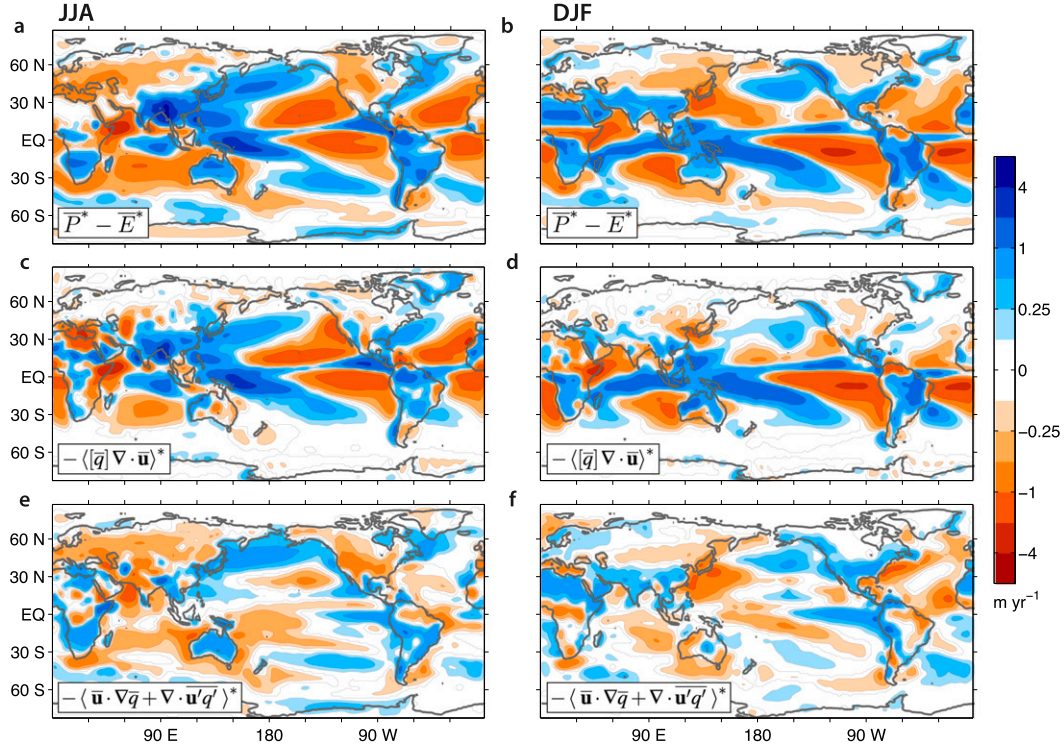 JJA
DJF
a
b
60 N
30 N
EQ
30 S
60 S
P̅* − E̅*
P̅* − E̅*
c
d
60 N
30 N
EQ
30 S
60 S
− ⟨[q̅] ∇ · u̅⟩*
− ⟨[q̅] ∇ · u̅⟩*
e
f
60 N
30 N
EQ
30 S
60 S
− ⟨ u̅ · ∇q̅ + ∇ · u′q′ ⟩*
− ⟨ u̅ · ∇q̅ + ∇ · u′q′ ⟩*
90 E
180
90 W
90 E
180
90 W
4
1
0.25
0
−0.25
−1
−4
m yr⁻¹